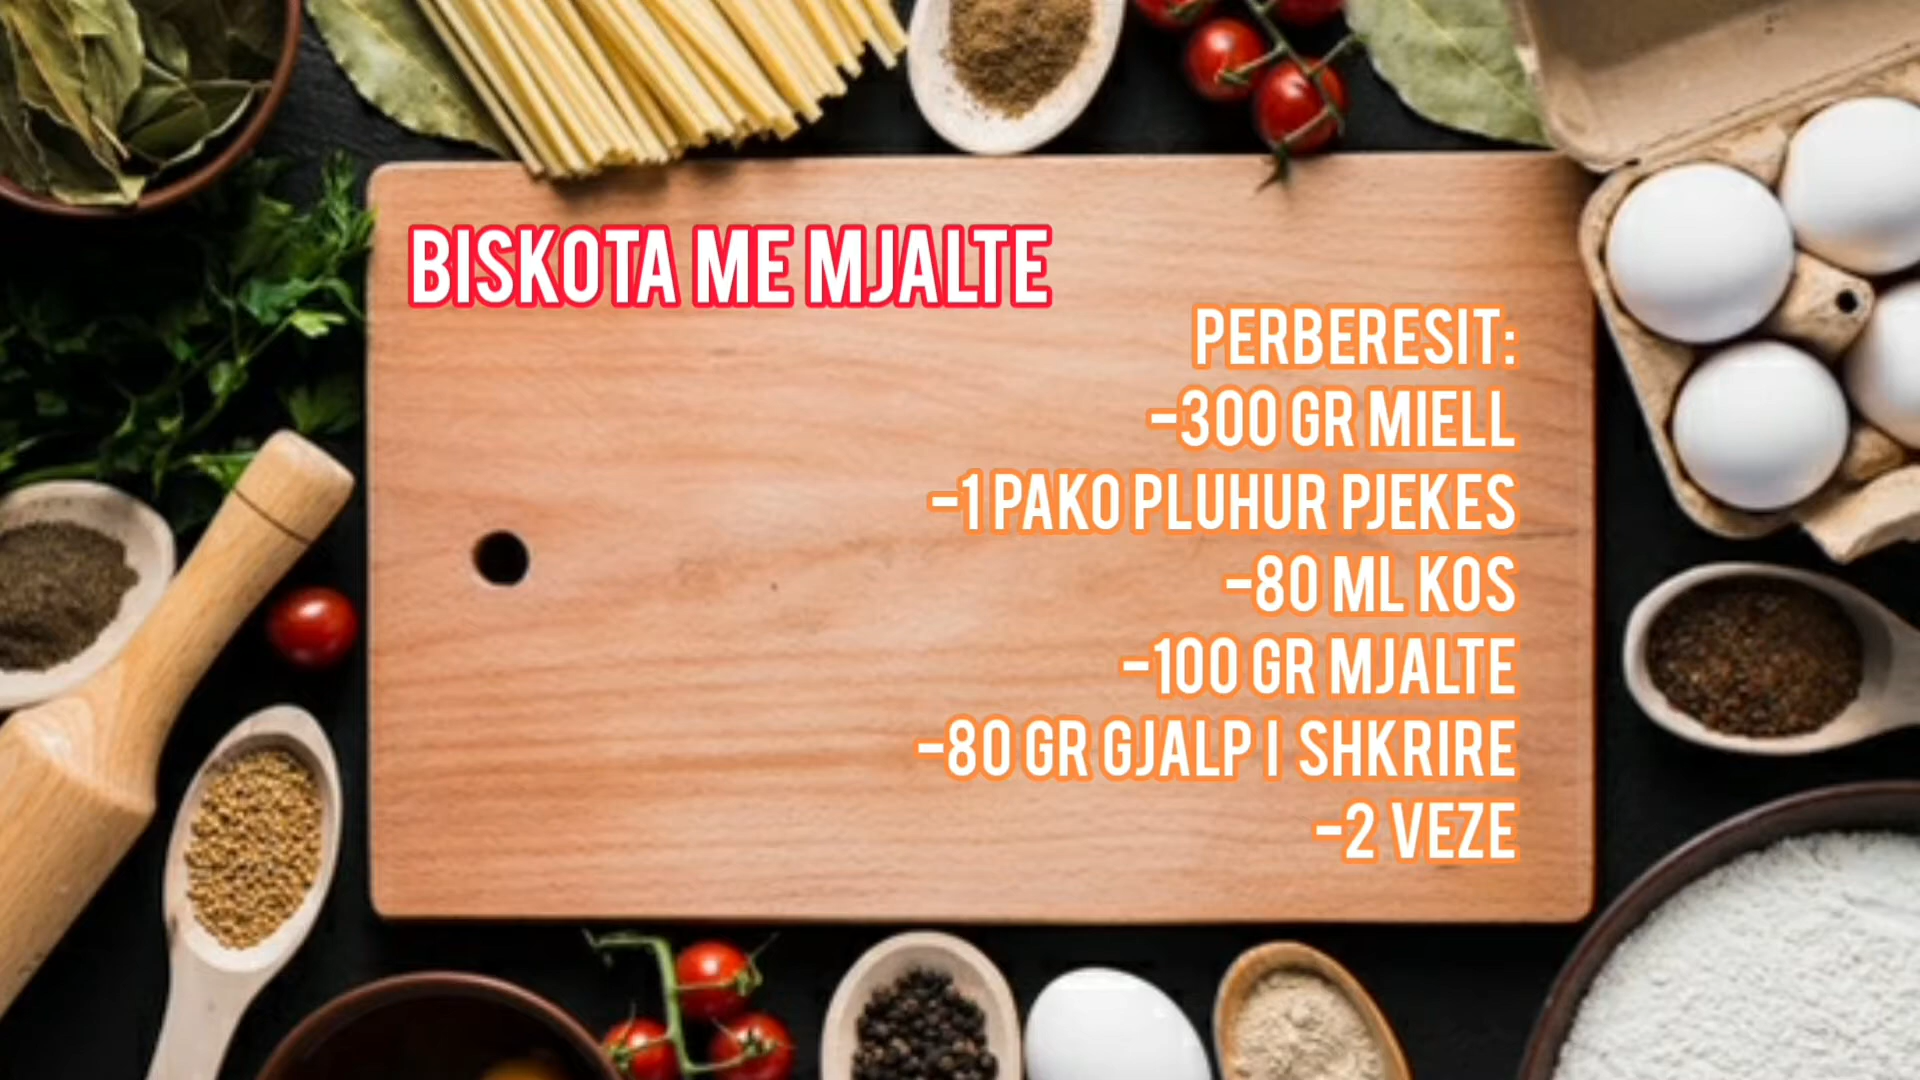 BISKOTA ME MJALTE
PERBERESIT:
-300 GR MIELL
-1 PAKO PLUHUR PJEKES
-80 ML KOS
-100 GR MJALTE
-80 GR GJALP I SHKRIRE
-2 VEZE